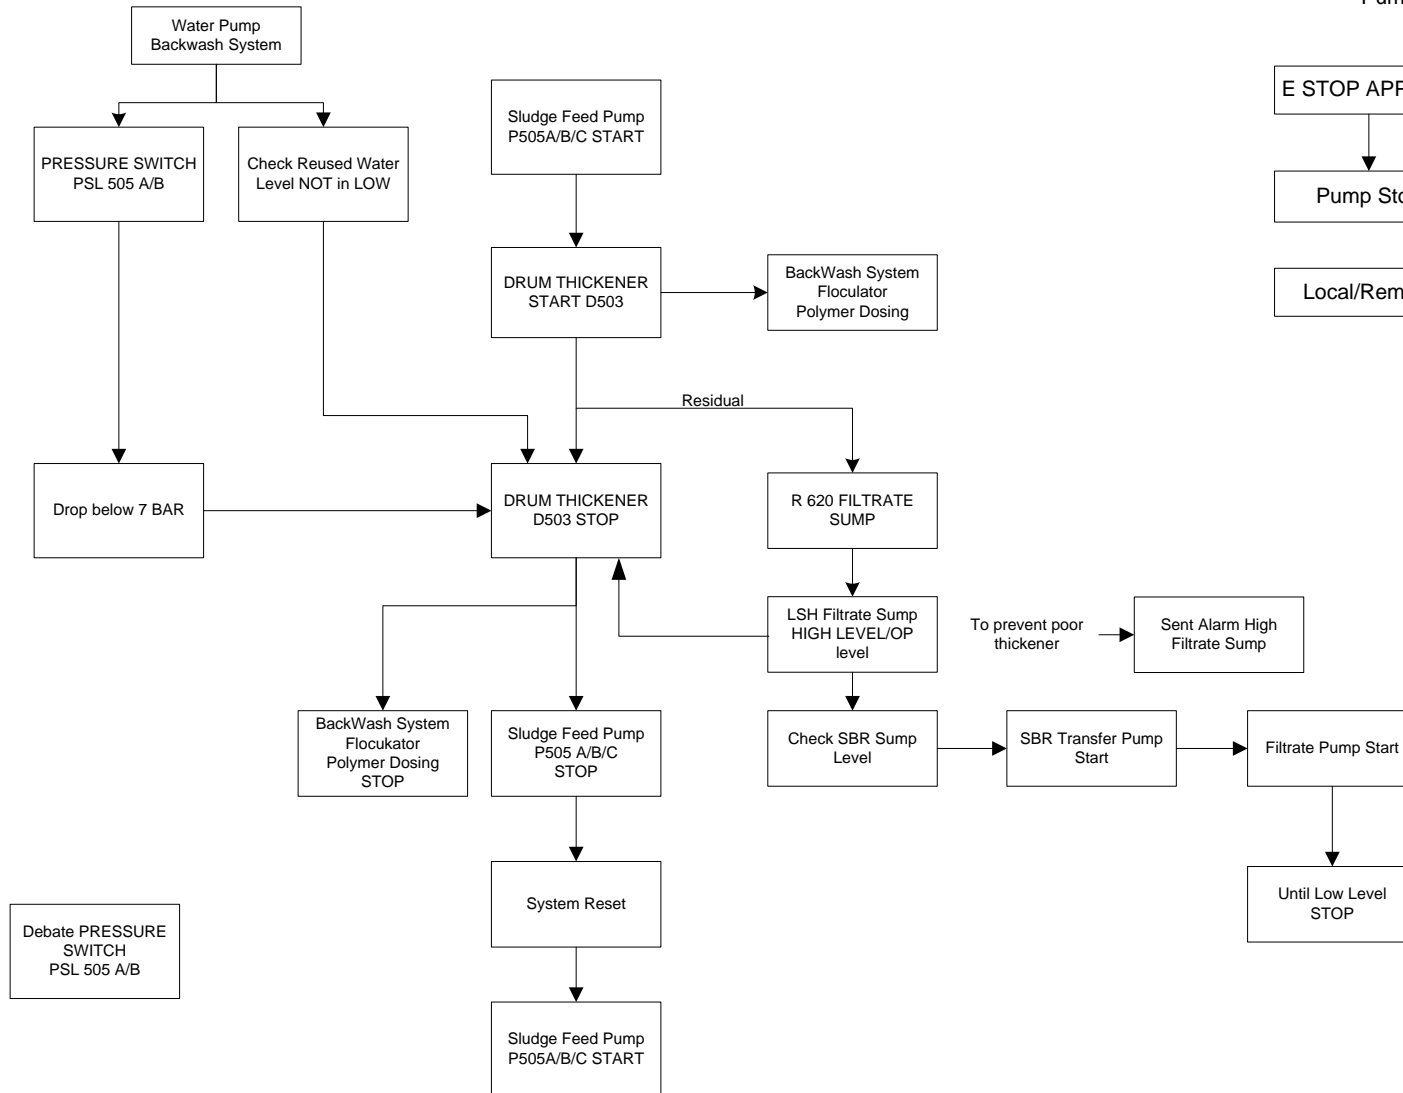 Water Pump
Backwash System
Sludge Feed Pump
P505A/B/C START
E STOP
PRESSURE SWITCH
PSL 505 A/B
Check Reused Water
Level NOT in LOW
Pump
DRUM THICKENER
START D503
BackWash System
Floculator
Polymer Dosing
Residual
Drop below 7 BAR
DRUM THICKENER
D503 STOP
R 620 FILTRATE
SUMP
LSH Filtrate Sump
HIGH LEVEL/OP
level
To prevent poor
thickener
Sent Alarm High
Filtrate Sump
BackWash System
Flocukator
Polymer Dosing
STOP
Sludge Feed Pump
P505 A/B/C
STOP
Check SBR Sump
Level
SBR Transfer Pump
Start
Filtrate Pump Start
System Reset
Until Low Level
STOP
Debate PRESSURE
SWITCH
PSL 505 A/B
Sludge Feed Pump
P505A/B/C START